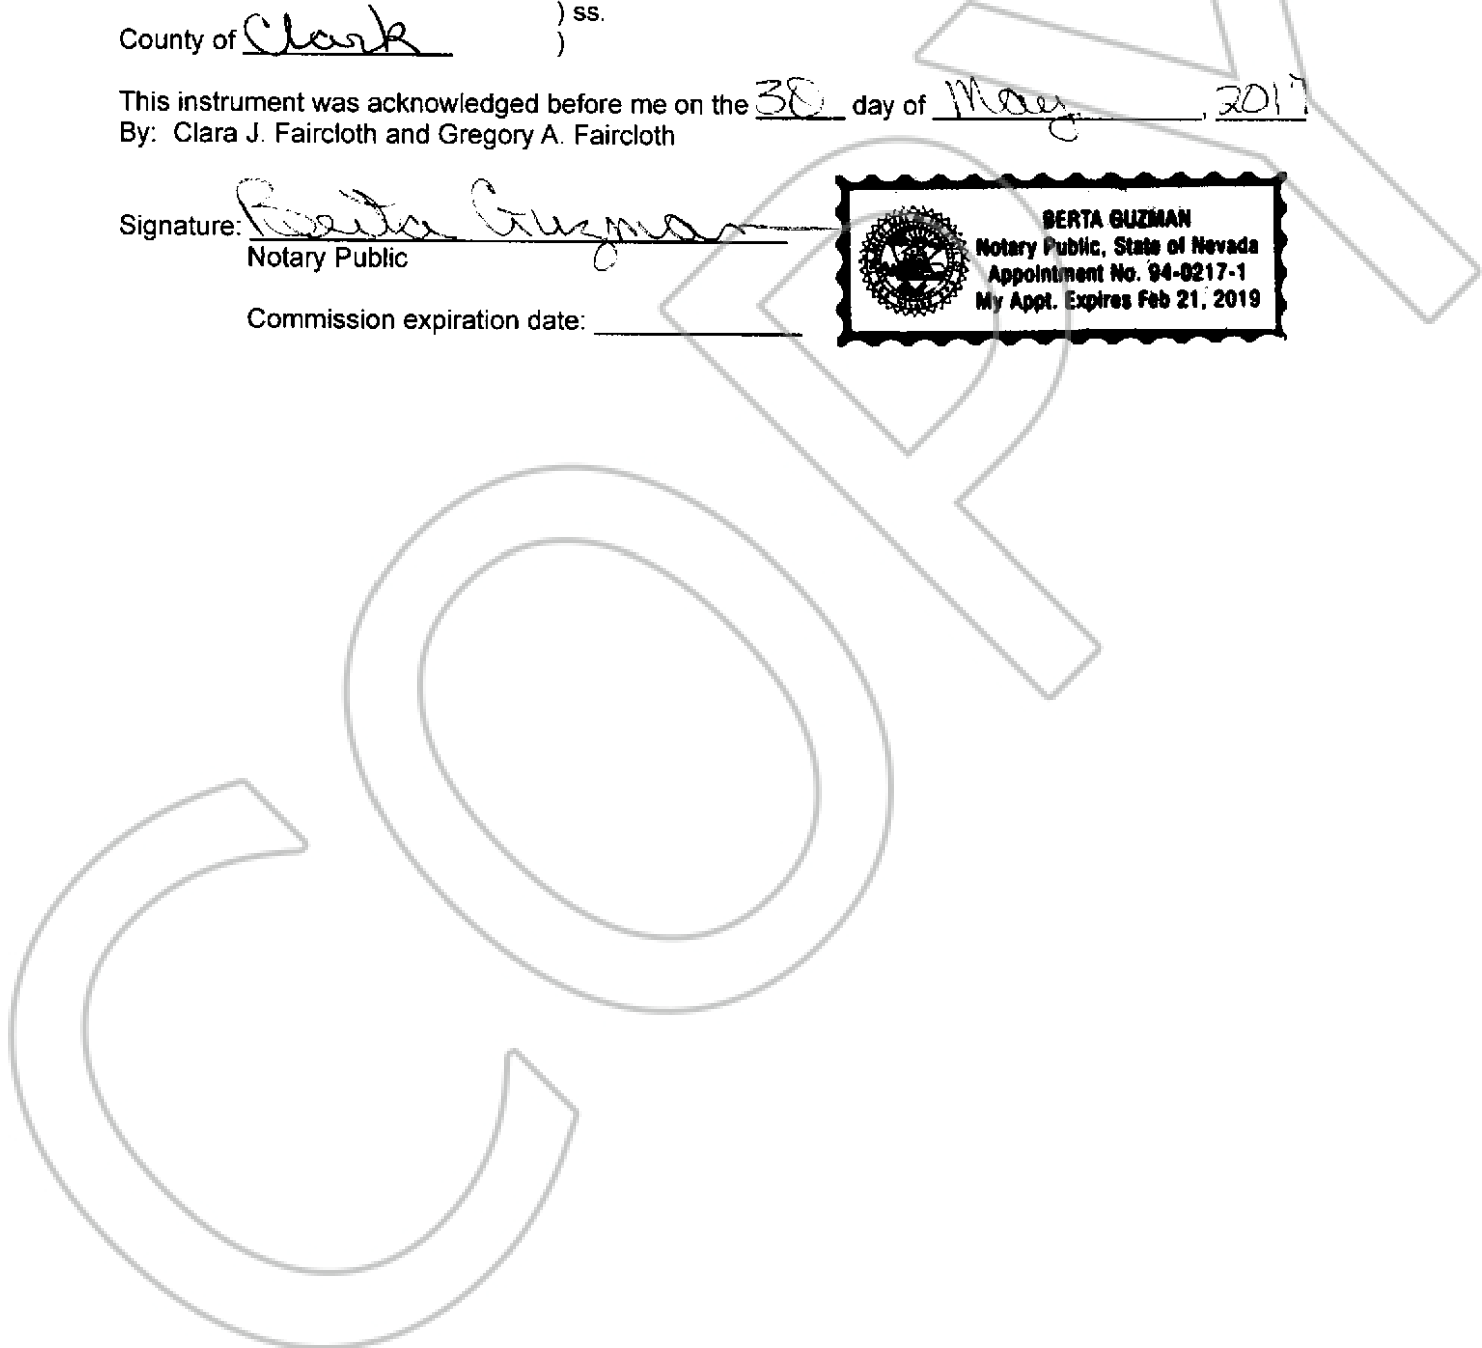 ) ss.
County of Clark )
This instrument was acknowledged before me on the 30 day of May, 2017
By: Clara J. Faircloth and Gregory A. Faircloth
Signature: Berta Guzman
Notary Public
Commission expiration date:
BERTA GUZMAN
Notary Public, State of Nevada
Appointment No. 94-0217-1
My Appt. Expires Feb 21, 2019
COPY